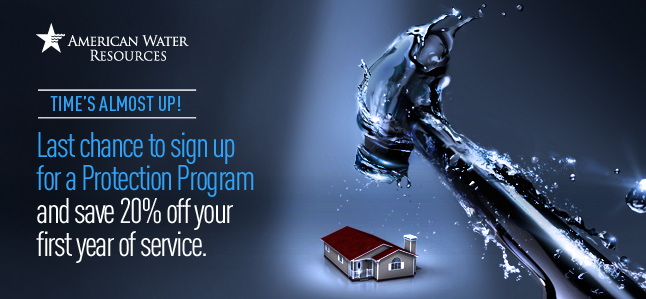 AMERICAN WATER
RESOURCES
TIME'S ALMOST UP!
Last chance to sign up
for a Protection Program
and save 20% off your
first year of service.